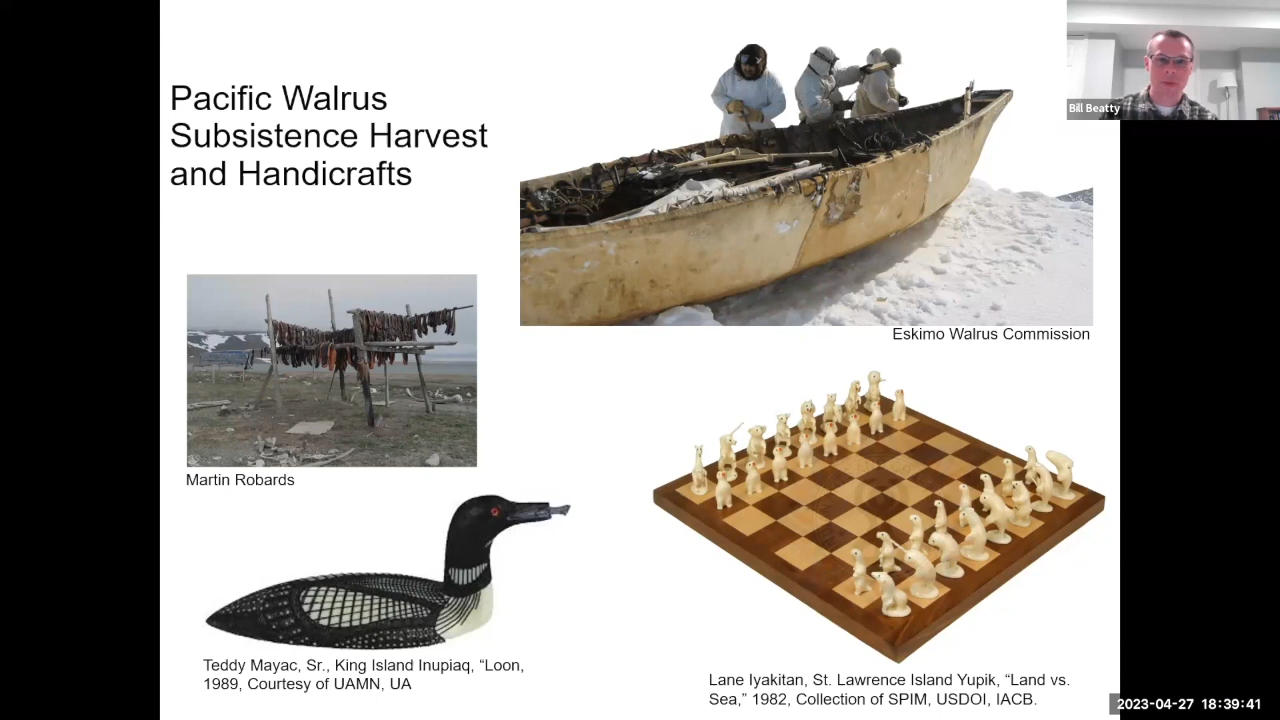 Pacific Walrus
Subsistence Harvest
and Handicrafts
Bill Beatty
Eskimo Walrus Commission
Martin Robards
Teddy Mayac, Sr., King Island Inupiaq, “Loon,
1989, Courtesy of UAMN, UA
Lane Iyakitan, St. Lawrence Island Yupik, “Land vs.
Sea,” 1982, Collection of SPIM, USDOI, IACB.
2023-04-27 18:39:41